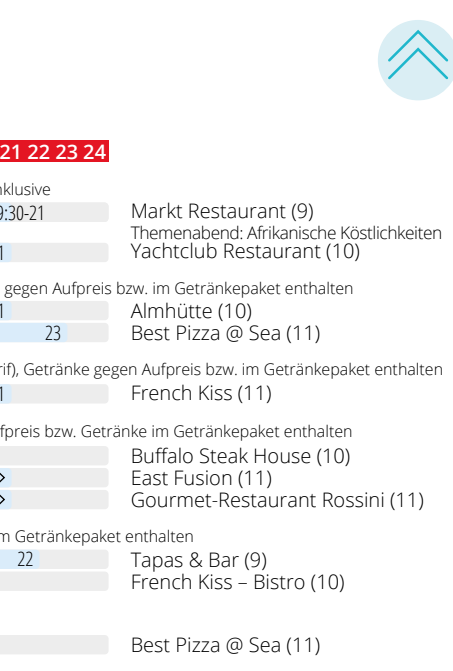 21 22 23 24
nklusive
9:30-21 Markt Restaurant (9)
Themenabend: Afrikanische Köstlichkeiten
1 Yachtclub Restaurant (10)
gegen Aufpreis bzw. im Getränkepaket enthalten
1 Almhütte (10)
23 Best Pizza @ Sea (11)
rif), Getränke gegen Aufpreis bzw. im Getränkepaket enthalten
1 French Kiss (11)
fpreis bzw. Getränke im Getränkepaket enthalten
Buffalo Steak House (10)
East Fusion (11)
Gourmet-Restaurant Rossini (11)
m Getränkepaket enthalten
22 Tapas & Bar (9)
French Kiss – Bistro (10)
Best Pizza @ Sea (11)